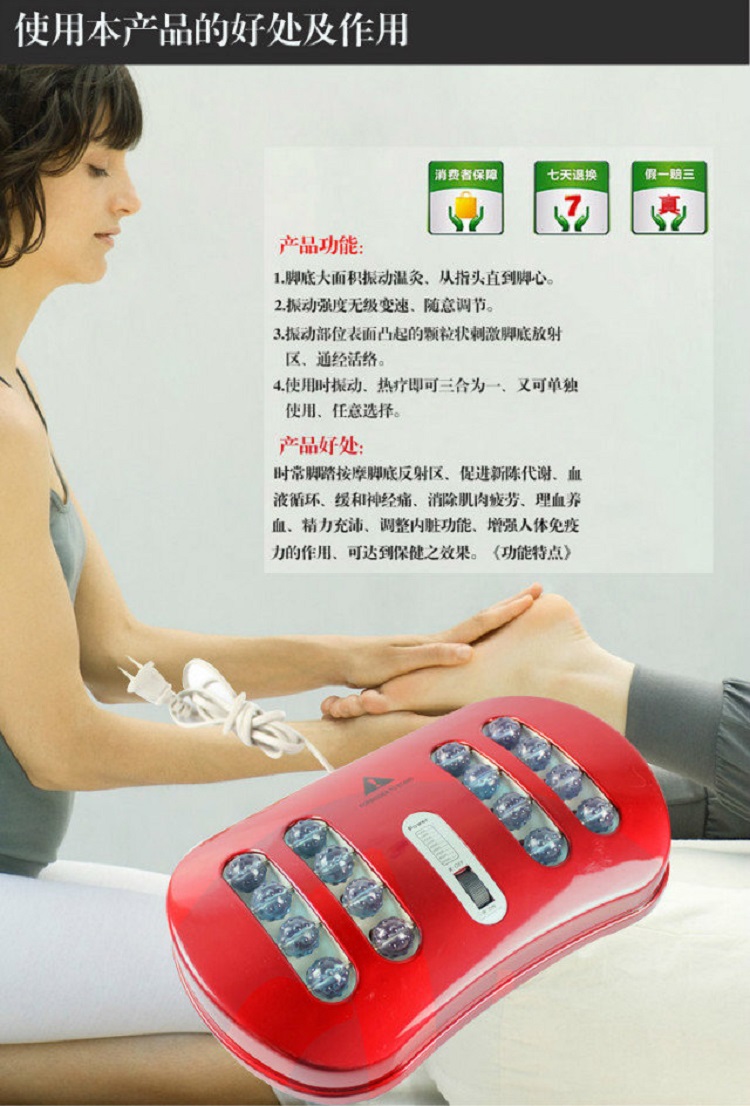 使用本产品的好处及作用
消费者保障
七天退换
假一赔三
7
真
产品功能:
1.脚底大面积振动温灸、从指头直到脚心。
2.振动强度无级变速、随意调节。
3.振动部位表面凸起的颗粒状刺激脚底放射
区、通经活络。
4.使用时振动、热疗即可三合为一、又可单独
使用、任意选择。
产品好处:
时常脚踏按摩脚底反射区、促进新陈代谢、血
液循环、缓和神经痛、消除肌肉疲劳、理血养
血、精力充沛、调整内脏功能、增强人体免疫
力的作用、可达到保健之效果。《功能特点》
Power